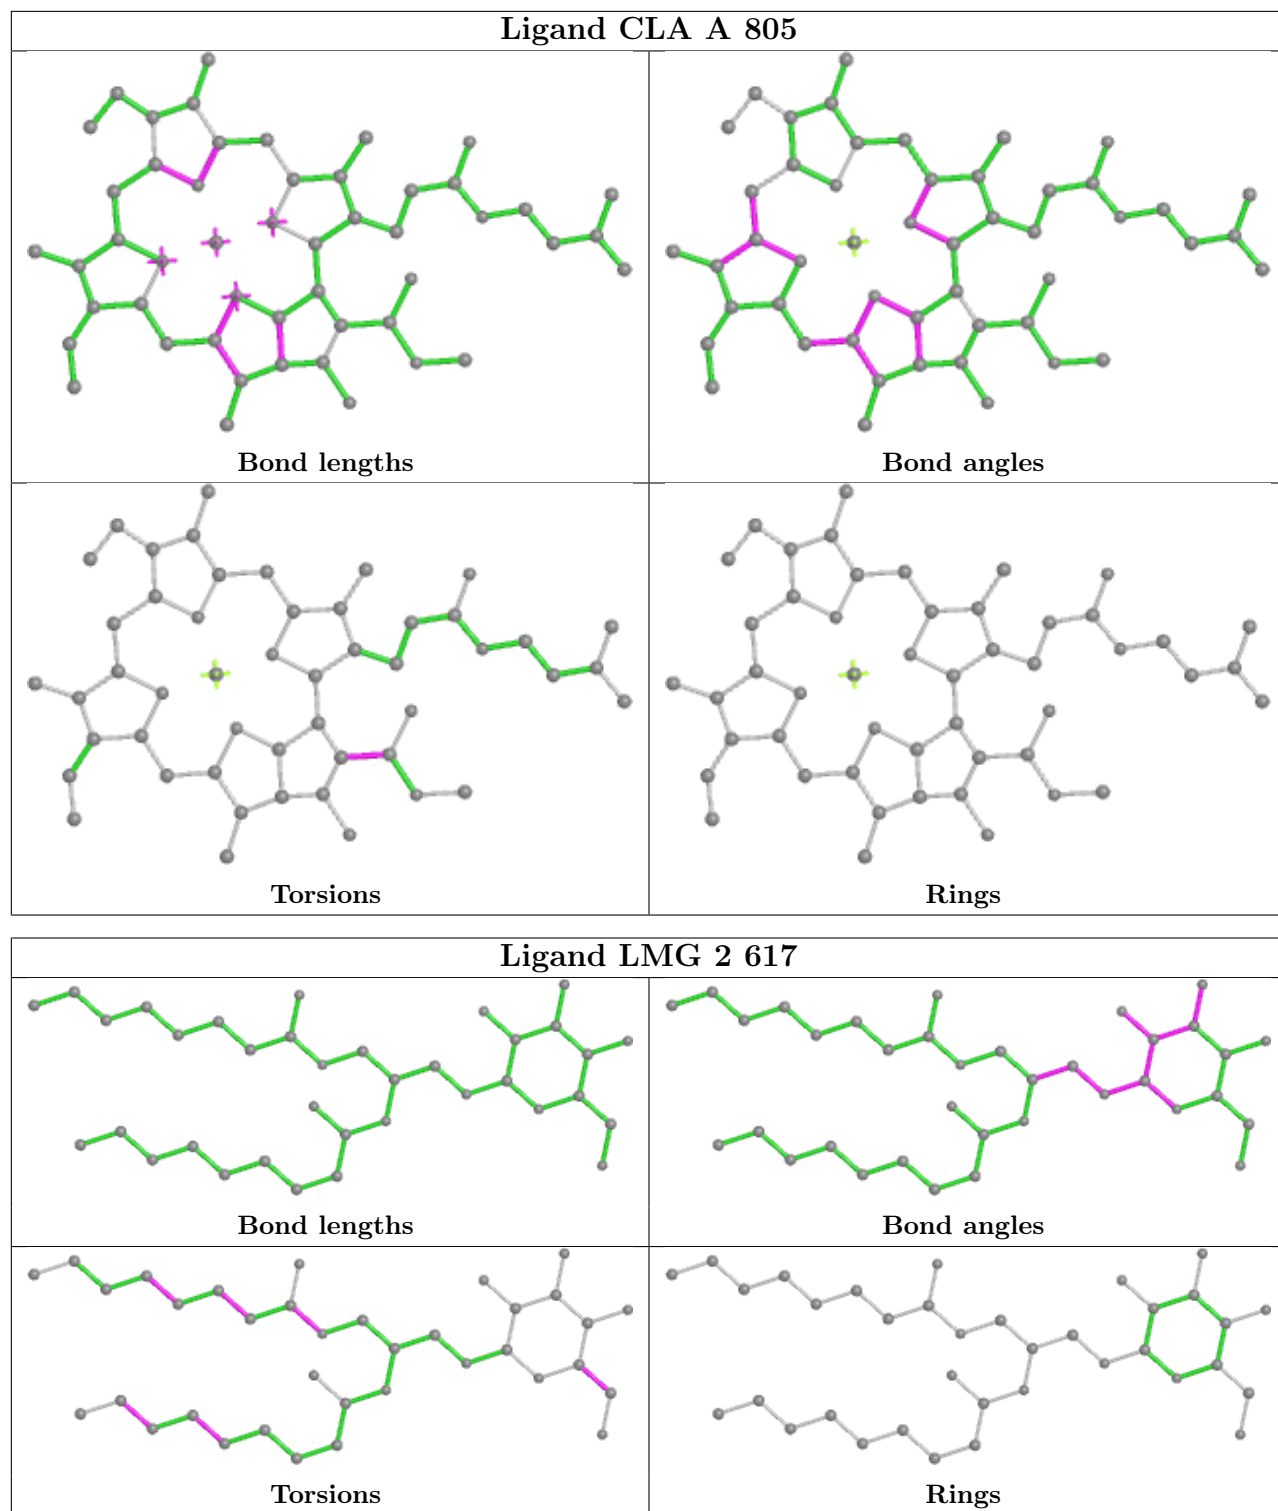 Ligand CLA A 805
Bond lengths
Bond angles
Torsions
Rings
Ligand LMG 2 617
Bond lengths
Bond angles
Torsions
Rings